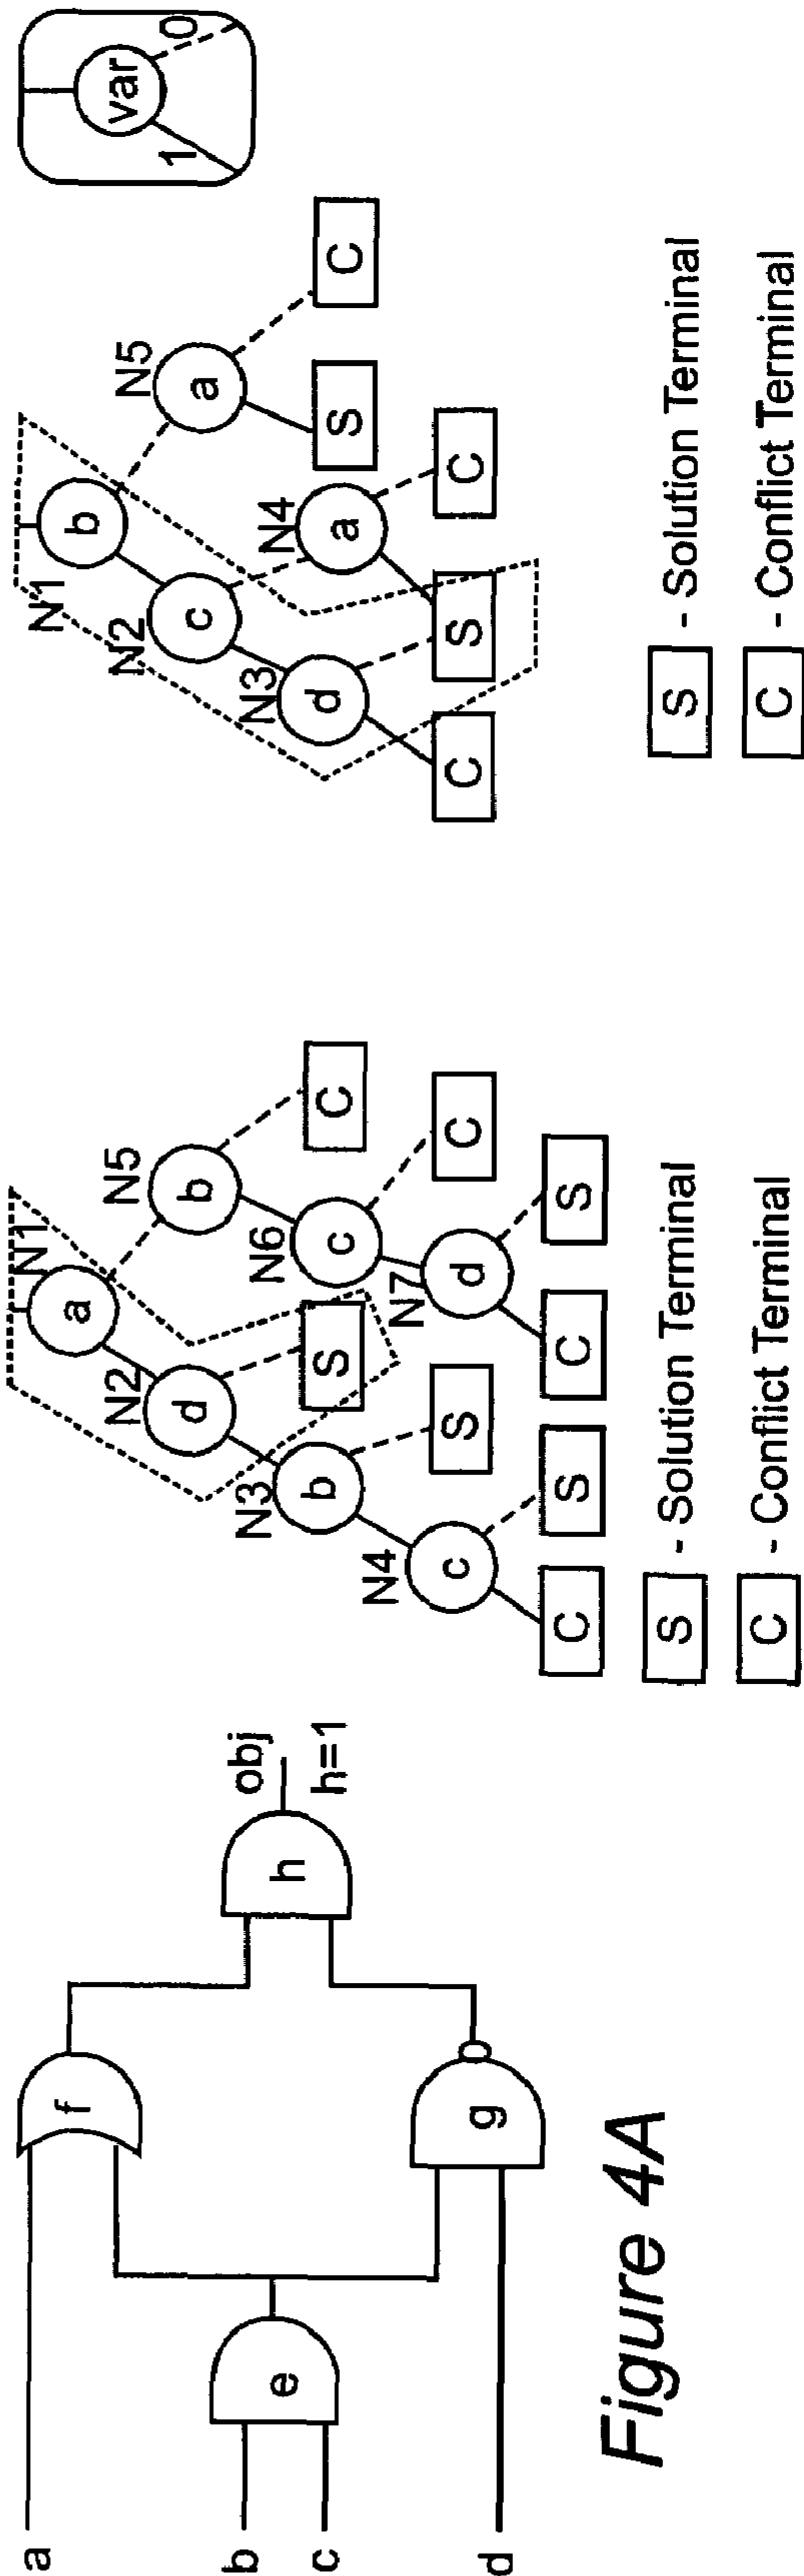 a
b
c
d
e
f
g
h
obj
h=1
Figure 4A
N1
a
N2
d
N5
b
N3
b
S
C
N6
c
N4
c
S
N7
d
C
C
S
C
S
S - Solution Terminal
C - Conflict Terminal
N1
b
N2
c
N5
a
N3
d
N4
a
S
C
C
S
C
S - Solution Terminal
C - Conflict Terminal
var
1
0